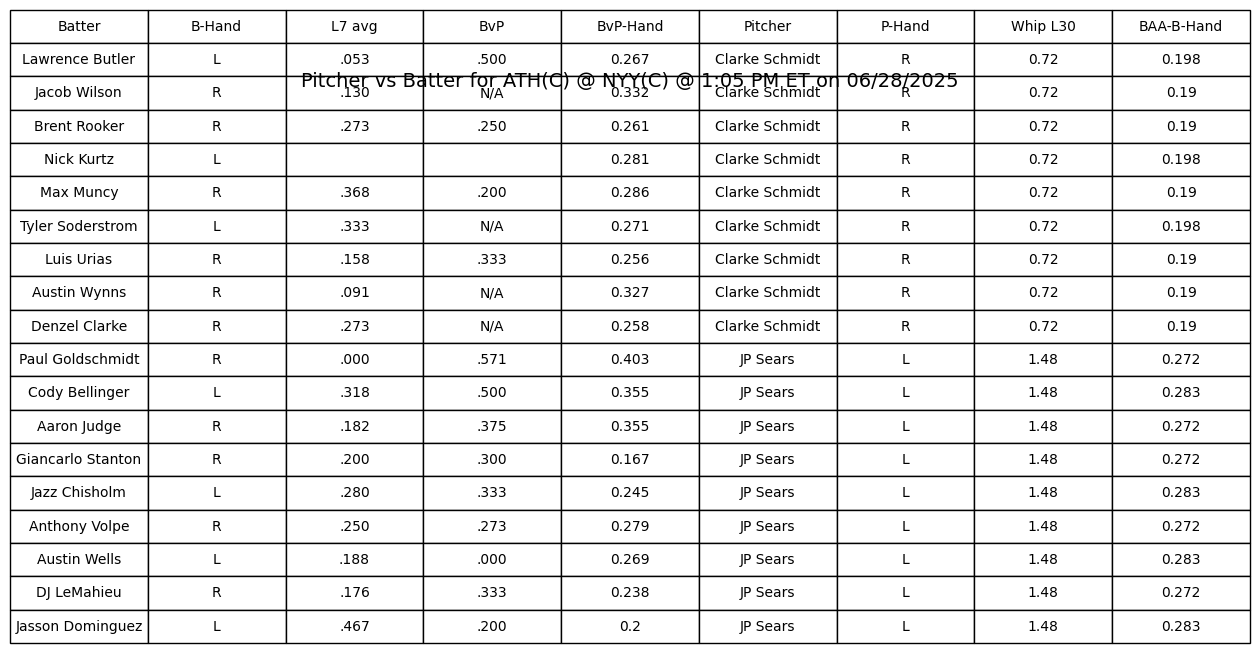 Batter B-Hand L7 avg BvP BvP-Hand Pitcher P-Hand Whip L30 BAA-B-Hand
Lawrence Butler L .053 .500 0.267 Clarke Schmidt R 0.72 0.198
Pitcher vs Batter for ATH(C) @ NYY(C) @ 1:05 PM ET on 06/28/2025
Jacob Wilson R .130 N/A 0.332 Clarke Schmidt R 0.72 0.19
Brent Rooker R .273 .250 0.261 Clarke Schmidt R 0.72 0.19
Nick Kurtz L 0.281 Clarke Schmidt R 0.72 0.198
Max Muncy R .368 .200 0.286 Clarke Schmidt R 0.72 0.19
Tyler Soderstrom L .333 N/A 0.271 Clarke Schmidt R 0.72 0.198
Luis Urias R .158 .333 0.256 Clarke Schmidt R 0.72 0.19
Austin Wynns R .091 N/A 0.327 Clarke Schmidt R 0.72 0.19
Denzel Clarke R .273 N/A 0.258 Clarke Schmidt R 0.72 0.19
Paul Goldschmidt R .000 .571 0.403 JP Sears L 1.48 0.272
Cody Bellinger L .318 .500 0.355 JP Sears L 1.48 0.283
Aaron Judge R .182 .375 0.355 JP Sears L 1.48 0.272
Giancarlo Stanton R .200 .300 0.167 JP Sears L 1.48 0.272
Jazz Chisholm L .280 .333 0.245 JP Sears L 1.48 0.283
Anthony Volpe R .250 .273 0.279 JP Sears L 1.48 0.272
Austin Wells L .188 .000 0.269 JP Sears L 1.48 0.283
DJ LeMahieu R .176 .333 0.238 JP Sears L 1.48 0.272
Jasson Dominguez L .467 .200 0.2 JP Sears L 1.48 0.283